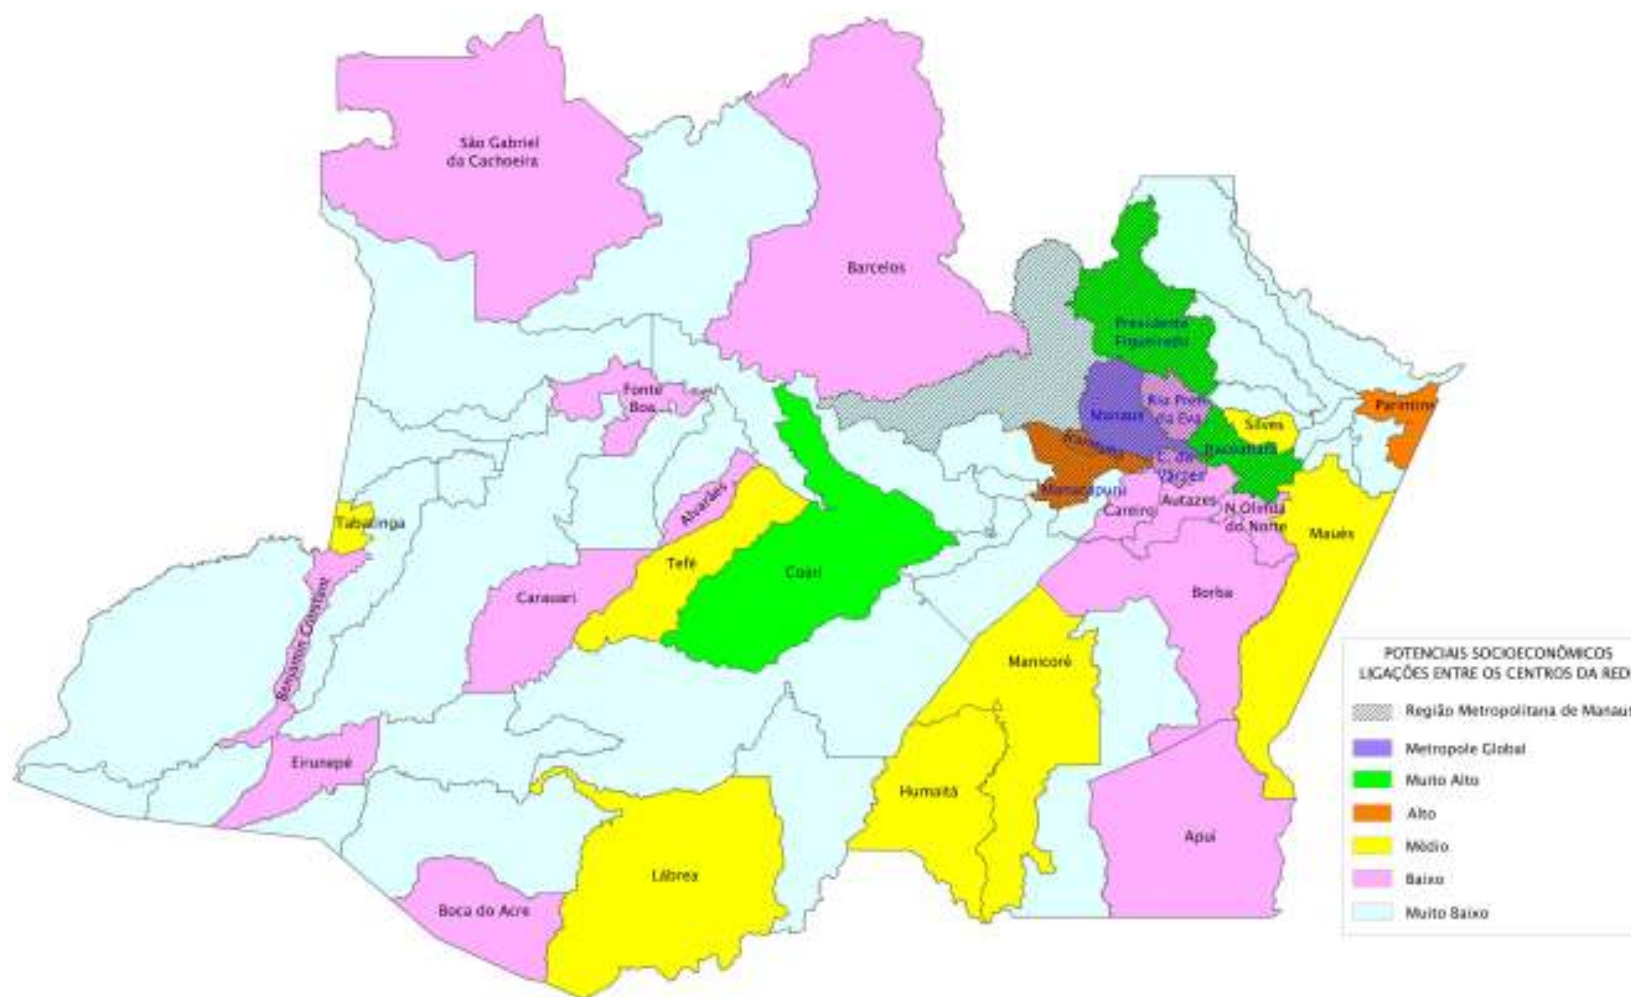 São Gabriel
da Cachoeira
Barcelos
Presidente
Figueiredo
Fonte
Boa
Manaus
Rio Preto
da Eva
Parintins
Silves
Itacoatiara
Iranduba
C. da
Várzea
Manacapuru
Careiro
Autazes
N.Olinda
do Norte
Alvarães
Tabatinga
Tefé
Coari
Maués
Carauari
Borba
Benjamin Constant
Manicoré
Eirunepé
Humaitá
Apuí
Lábrea
Boca do Acre
POTENCIAIS SOCIOECONÔMICOS
LIGAÇÕES ENTRE OS CENTROS DA RED
Região Metropolitana de Manaus
Metropole Global
Muito Alto
Alto
Médio
Baixo
Muito Baixo